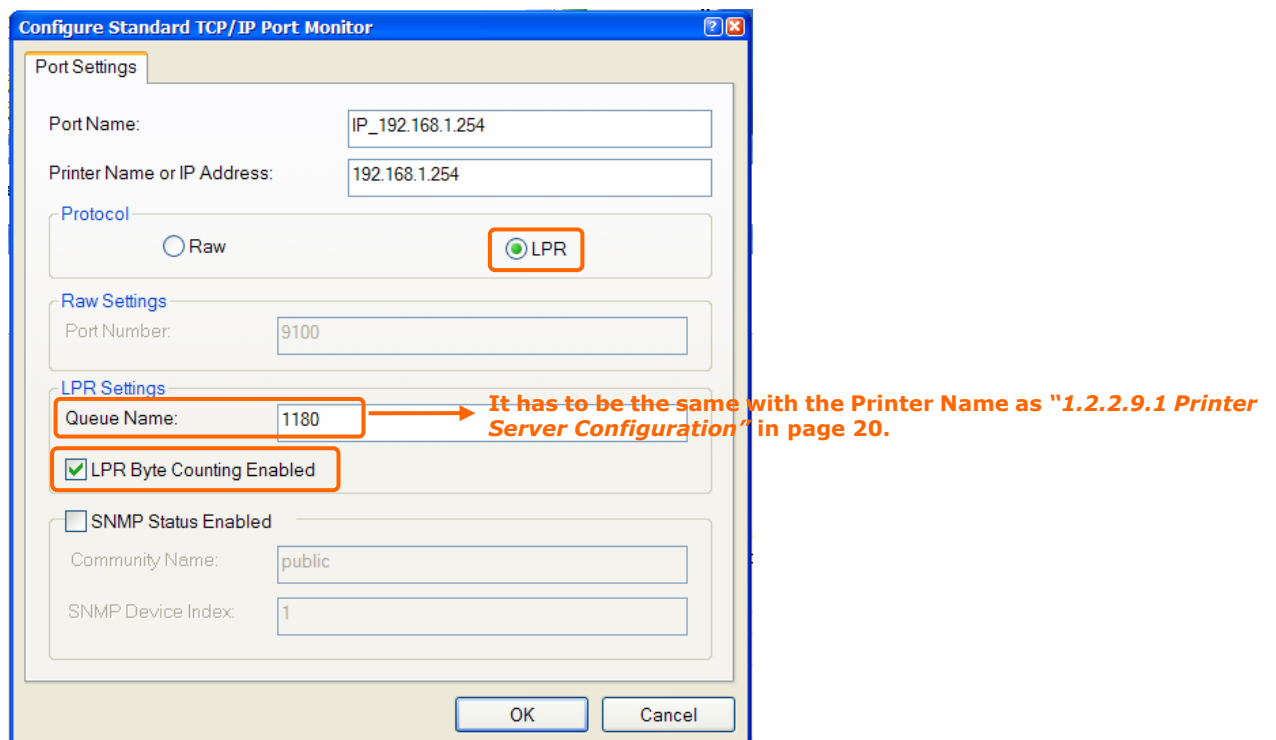 Configure Standard TCP/IP Port Monitor
Port Settings
Port Name:
IP_192.168.1.254
Printer Name or IP Address:
192.168.1.254
Protocol
Raw
LPR
Raw Settings
Port Number:
9100
LPR Settings
Queue Name:
1180
It has to be the same with the Printer Name as “1.2.2.9.1 Printer
Server Configuration” in page 20.
LPR Byte Counting Enabled
SNMP Status Enabled
Community Name:
public
SNMP Device Index:
1
OK
Cancel